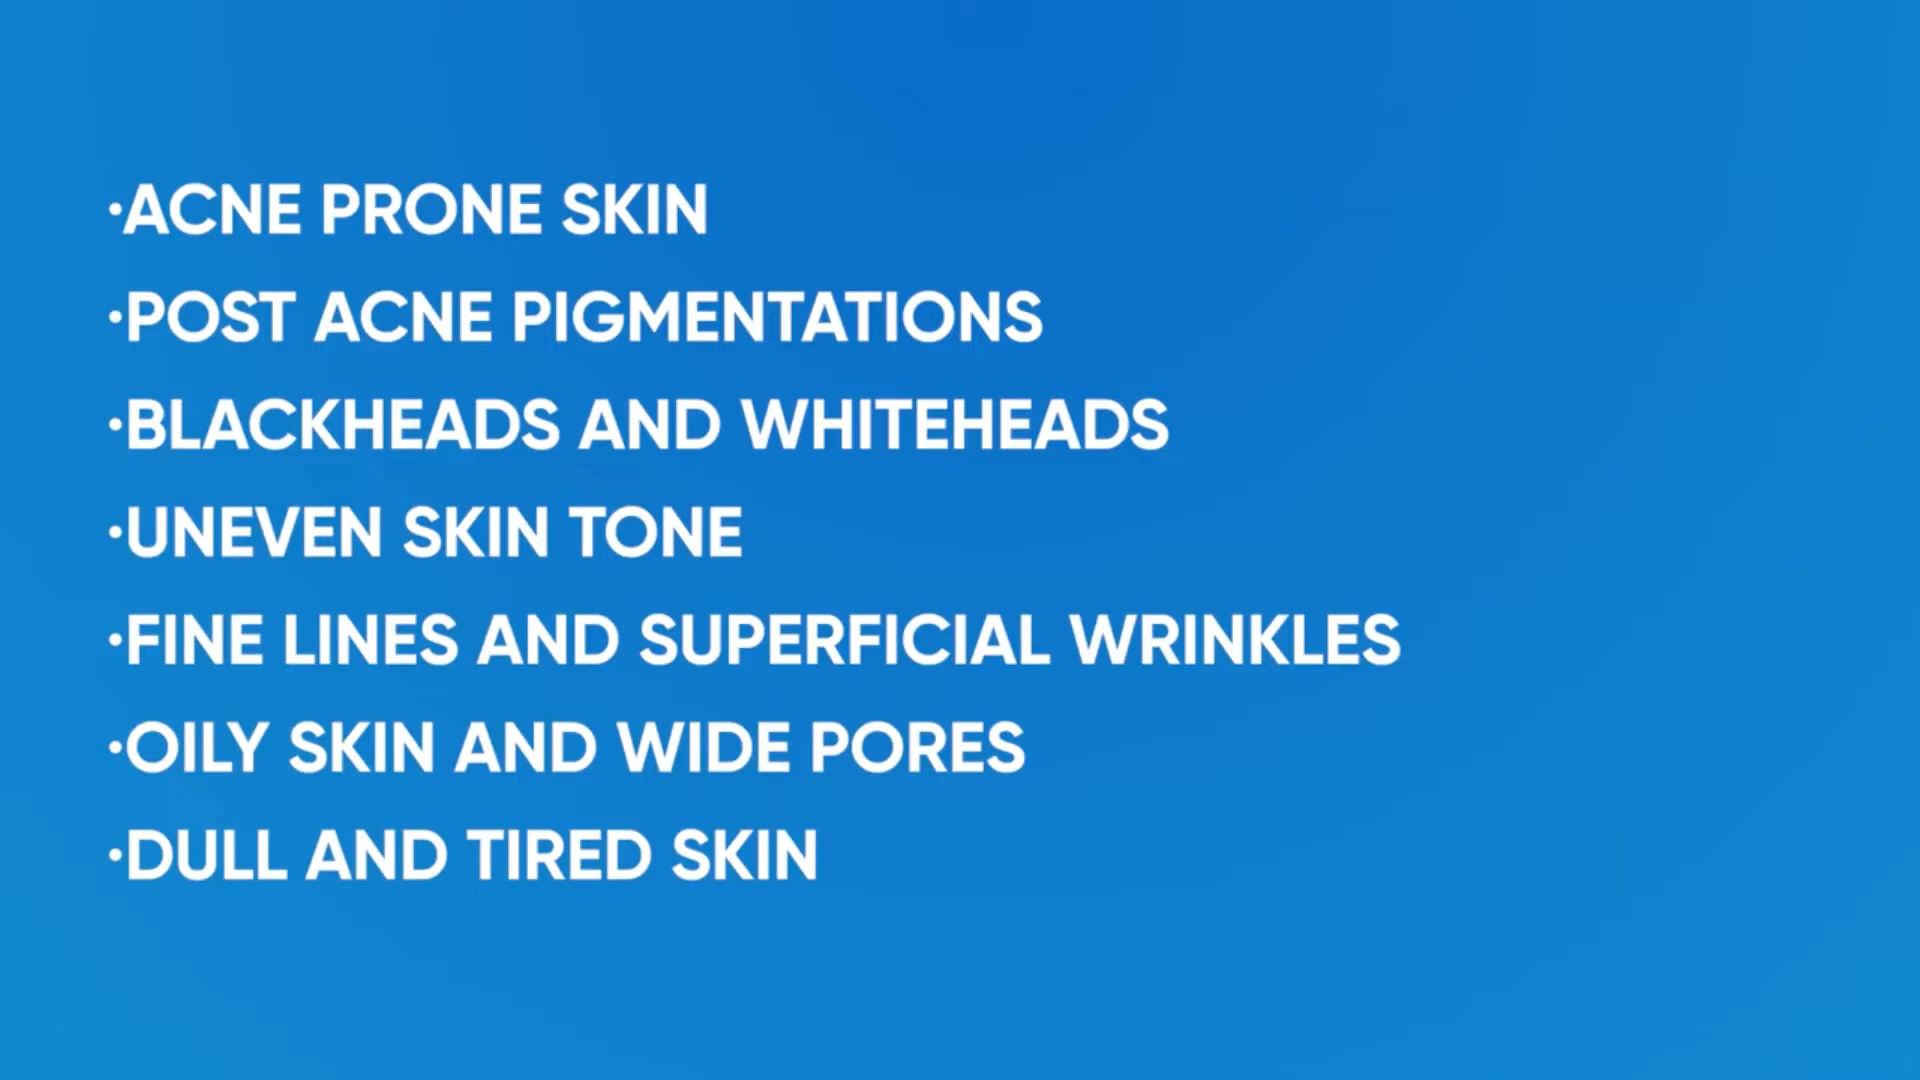 •ACNE PRONE SKIN
•POST ACNE PIGMENTATIONS
•BLACKHEADS AND WHITEHEADS
•UNEVEN SKIN TONE
•FINE LINES AND SUPERFICIAL WRINKLES
•OILY SKIN AND WIDE PORES
•DULL AND TIRED SKIN